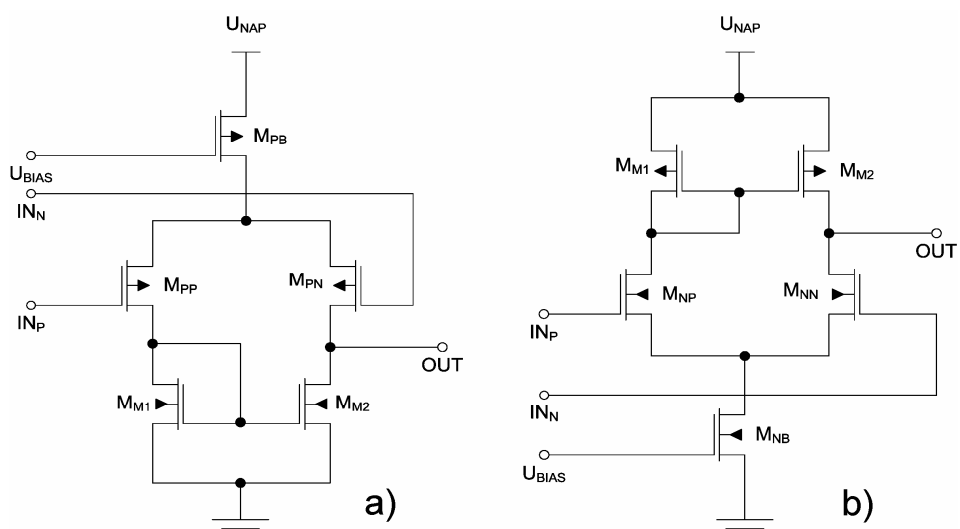 U_NAP
M_PB
U_BIAS
IN_N
M_PP
M_PN
IN_P
OUT
M_M1
M_M2
a)
U_NAP
M_M1
M_M2
OUT
M_NP
M_NN
IN_P
IN_N
M_NB
U_BIAS
b)